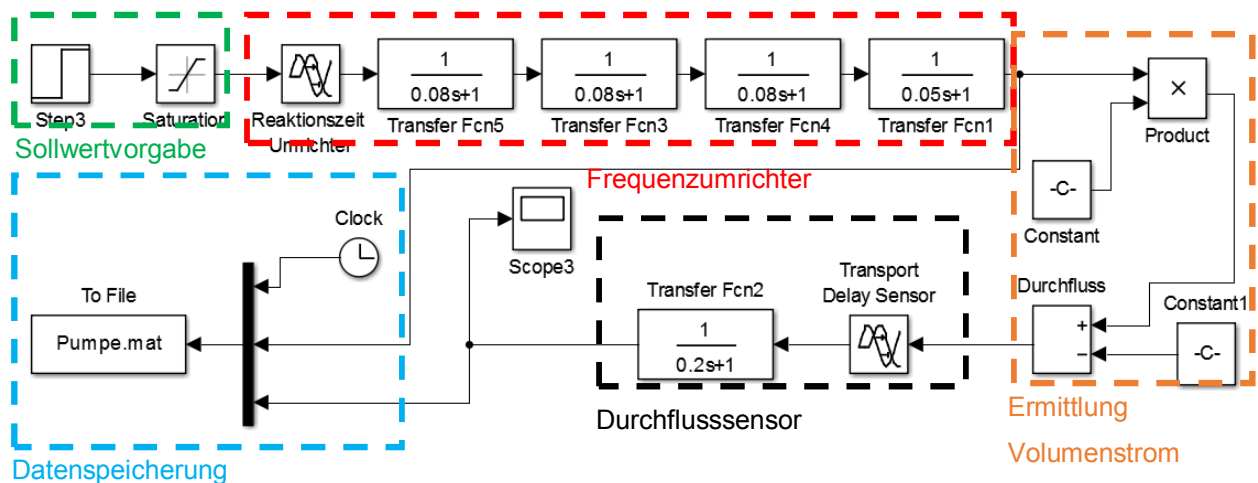 1
0.08s+1
1
0.08s+1
1
0.08s+1
1
0.05s+1
×
Step3
Saturation
Reaktionszeit
Umrichter
Transfer Fcn5
Transfer Fcn3
Transfer Fcn4
Transfer Fcn1
Product
Sollwertvorgabe
Frequenzumrichter
-C-
Constant
Clock
Scope3
To File
Pumpe.mat
Transfer Fcn2
1
0.2s+1
Transport
Delay Sensor
Durchfluss
+
−
Constant1
-C-
Durchflusssensor
Ermittlung
Volumenstrom
Datenspeicherung